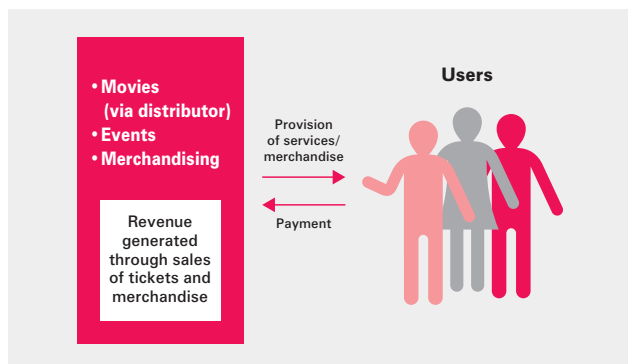 • Movies
(via distributor)
• Events
• Merchandising
Revenue
generated
through sales
of tickets and
merchandise
Provision
of services/
merchandise
Payment
Users